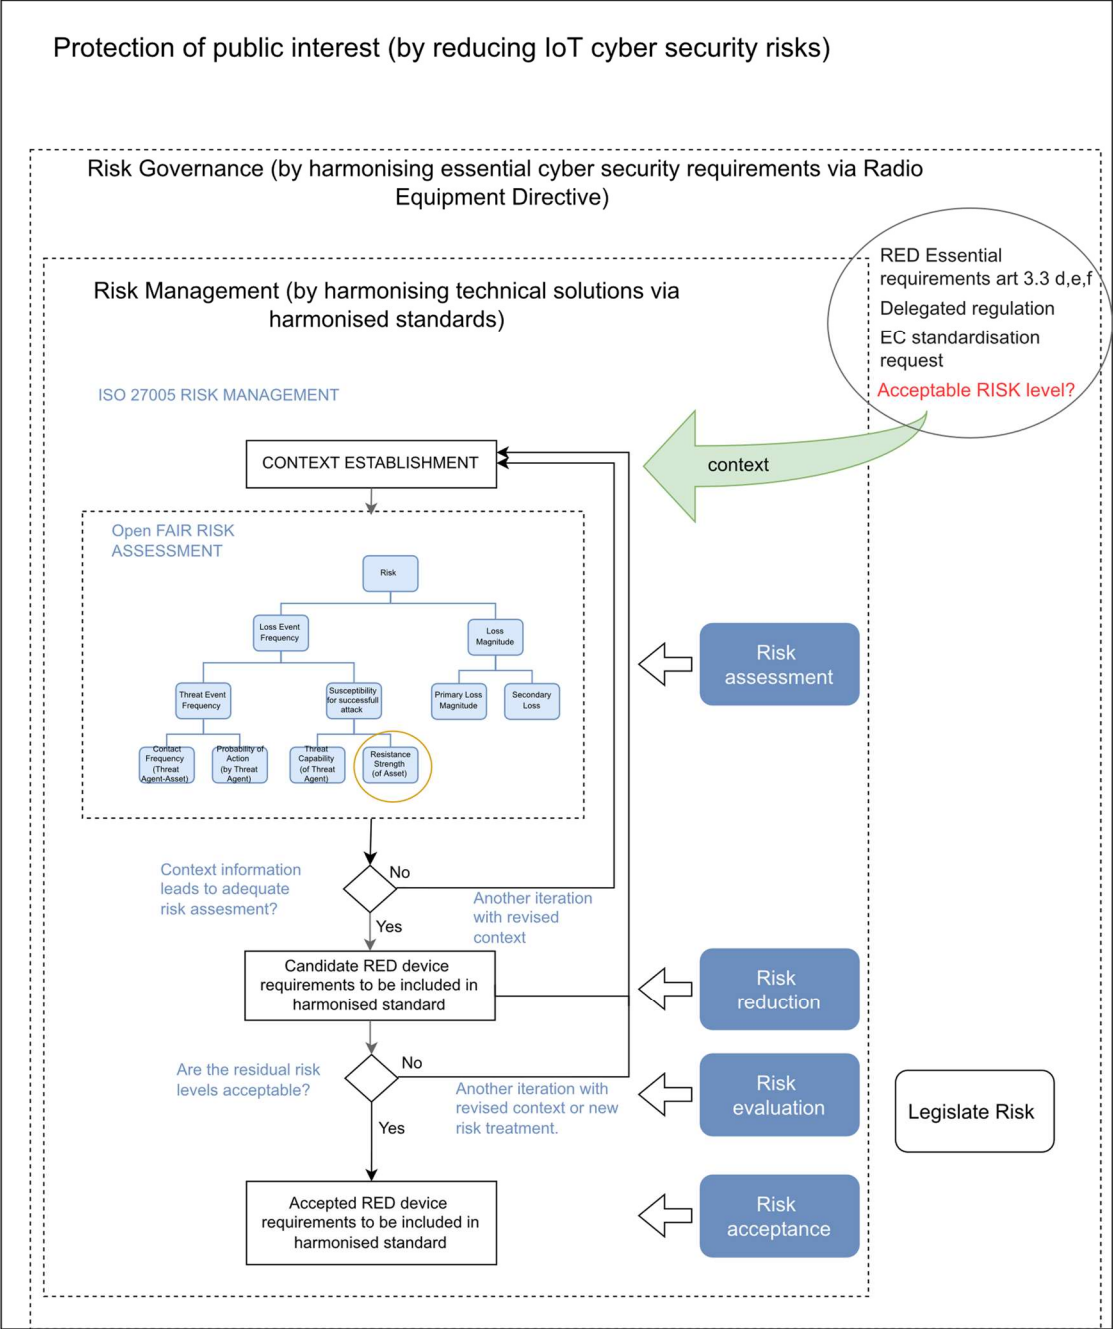 Protection of public interest (by reducing IoT cyber security risks)
Risk Governance (by harmonising essential cyber security requirements via Radio
Equipment Directive)
RED Essential
requirements art 3.3 d,e,f
Delegated regulation
EC standardisation
request
Acceptable RISK level?
Risk Management (by harmonising technical solutions via
harmonised standards)
ISO 27005 RISK MANAGEMENT
CONTEXT ESTABLISHMENT
context
Open FAIR RISK
ASSESSMENT
Risk
Loss Event
Frequency
Loss
Magnitude
Threat Event
Frequency
Susceptibility
for successfull
attack
Primary Loss
Magnitude
Secondary
Loss
Contact
Frequency
(Threat
Agent-Asset)
Probability of
Action
(by Threat
Agent)
Threat
Capability
(of Threat
Agent)
Resistance
Strength
(of Asset)
Risk
assessment
Context information
leads to adequate
risk assesment?
No
Another iteration
with revised
context
Yes
Candidate RED device
requirements to be included in
harmonised standard
Risk
reduction
Are the residual risk
levels acceptable?
No
Another iteration with
revised context or new
risk treatment.
Yes
Risk
evaluation
Legislate Risk
Accepted RED device
requirements to be included in
harmonised standard
Risk
acceptance